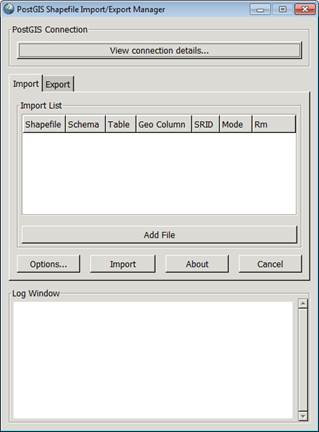 PostGIS Shapefile Import/Export Manager
PostGIS Connection
View connection details...
Import Export
Import List
Shapefile Schema Table Geo Column SRID Mode Rm
Add File
Options... Import About Cancel
Log Window